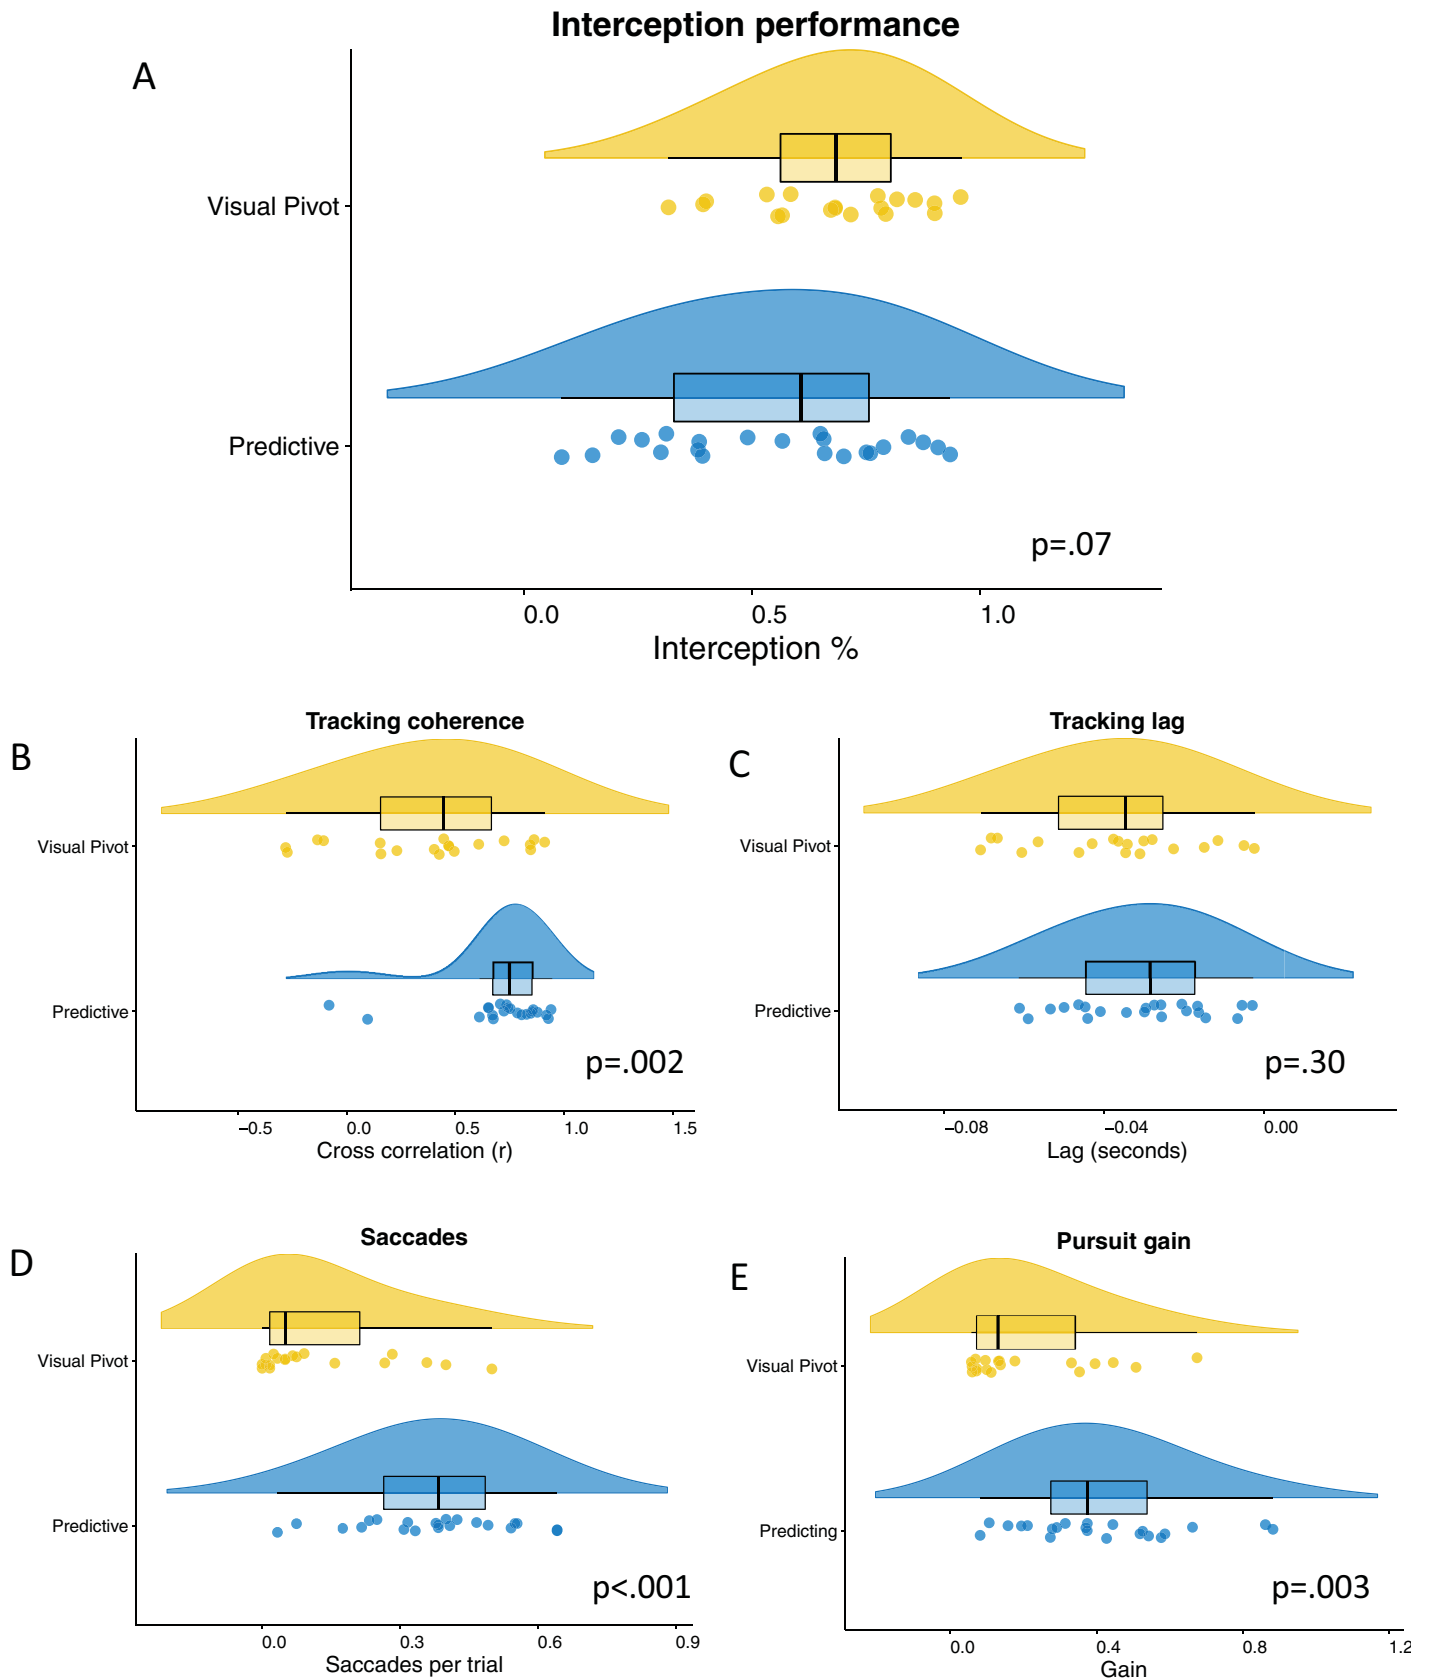 Interception performance
A
Visual Pivot
Predictive
p=.07
0.0 0.5 1.0
Interception %
Tracking coherence
B
Visual Pivot
Predictive
p=.002
−0.5 0.0 0.5 1.0 1.5
Cross correlation (r)
Tracking lag
C
Visual Pivot
Predictive
p=.30
−0.08 −0.04 0.00
Lag (seconds)
Saccades
D
Visual Pivot
Predictive
p<.001
0.0 0.3 0.6 0.9
Saccades per trial
Pursuit gain
E
Visual Pivot
Predicting
p=.003
0.0 0.4 0.8 1.2
Gain